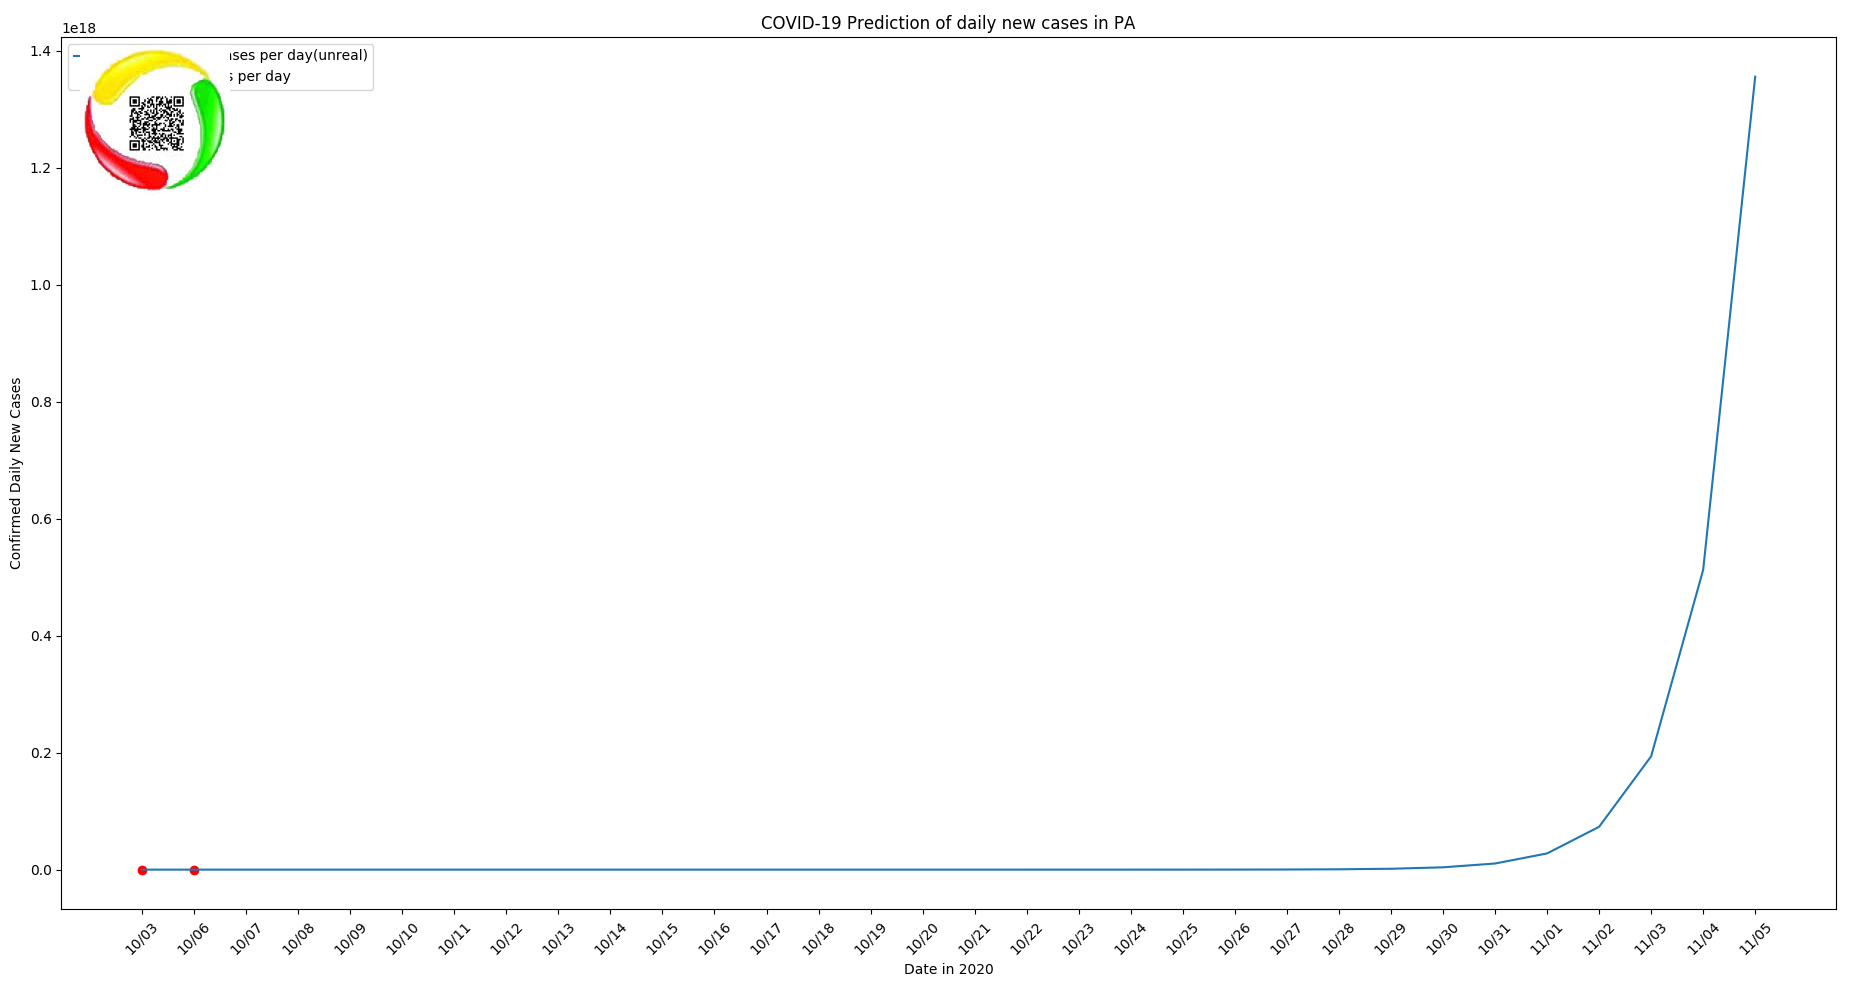 COVID-19 Prediction of daily new cases in PA
1e18
per day(unreal)
per day
1.4
1.2
1.0
0.8
0.6
0.4
0.2
0.0
Confirmed Daily New Cases
10/03 10/06 10/07 10/08 10/09 10/10 10/11 10/12 10/13 10/14 10/15 10/16 10/17 10/18 10/19 10/20 10/21 10/22 10/23 10/24 10/25 10/26 10/27 10/28 10/29 10/30 10/31 11/01 11/02 11/03 11/04 11/05
Date in 2020